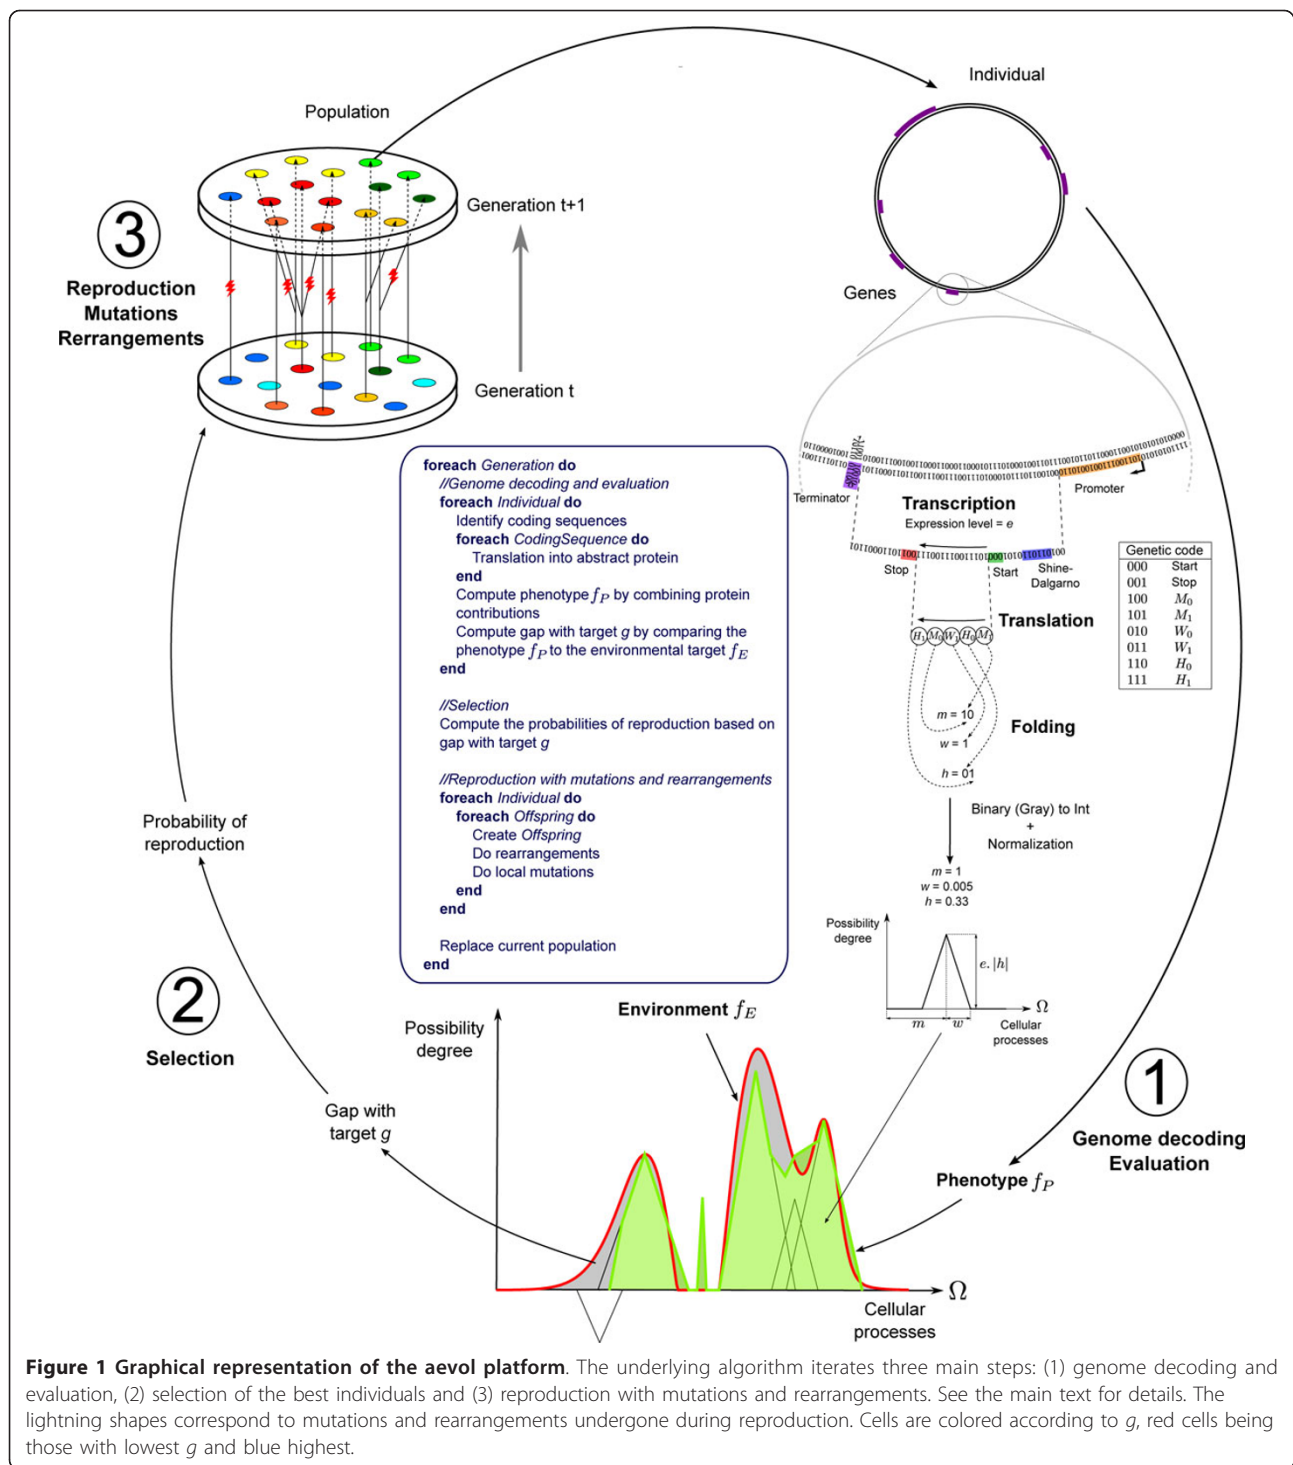 Population
Individual
Generation t+1
3
Reproduction
Mutations
Rerrangements
Genes
Generation t
foreach Generation do
//Genome decoding and evaluation
foreach Individual do
Identify coding sequences
foreach CodingSequence do
Translation into abstract protein
end
Compute phenotype f_P by combining protein
contributions
Compute gap with target g by comparing the
phenotype f_P to the environmental target f_E
end
//Selection
Compute the probabilities of reproduction based on
gap with target g
//Reproduction with mutations and rearrangements
foreach Individual do
foreach Offspring do
Create Offspring
Do rearrangements
Do local mutations
end
end
Replace current population
end
Terminator
Promoter
Transcription
Expression level = e
Stop
Start
Shine-
Dalgarno
Genetic code
000 Start
001 Stop
100 M0
101 M1
010 W0
011 W1
110 H0
111 H1
Translation
H1 M0 W1 H0 M1
m = 10
Folding
w = 1
h = 01
Binary (Gray) to Int
+
Normalization
m = 1
w = 0.005
h = 0.33
Possibility
degree
e.|h|
Ω
m w
Cellular
processes
Probability of
reproduction
2
Selection
Gap with
target g
Environment f_E
Possibility
degree
1
Genome decoding
Evaluation
Phenotype f_P
Ω
Cellular
processes
Figure 1 Graphical representation of the aevol platform. The underlying algorithm iterates three main steps: (1) genome decoding and
evaluation, (2) selection of the best individuals and (3) reproduction with mutations and rearrangements. See the main text for details. The
lightning shapes correspond to mutations and rearrangements undergone during reproduction. Cells are colored according to g, red cells being
those with lowest g and blue highest.